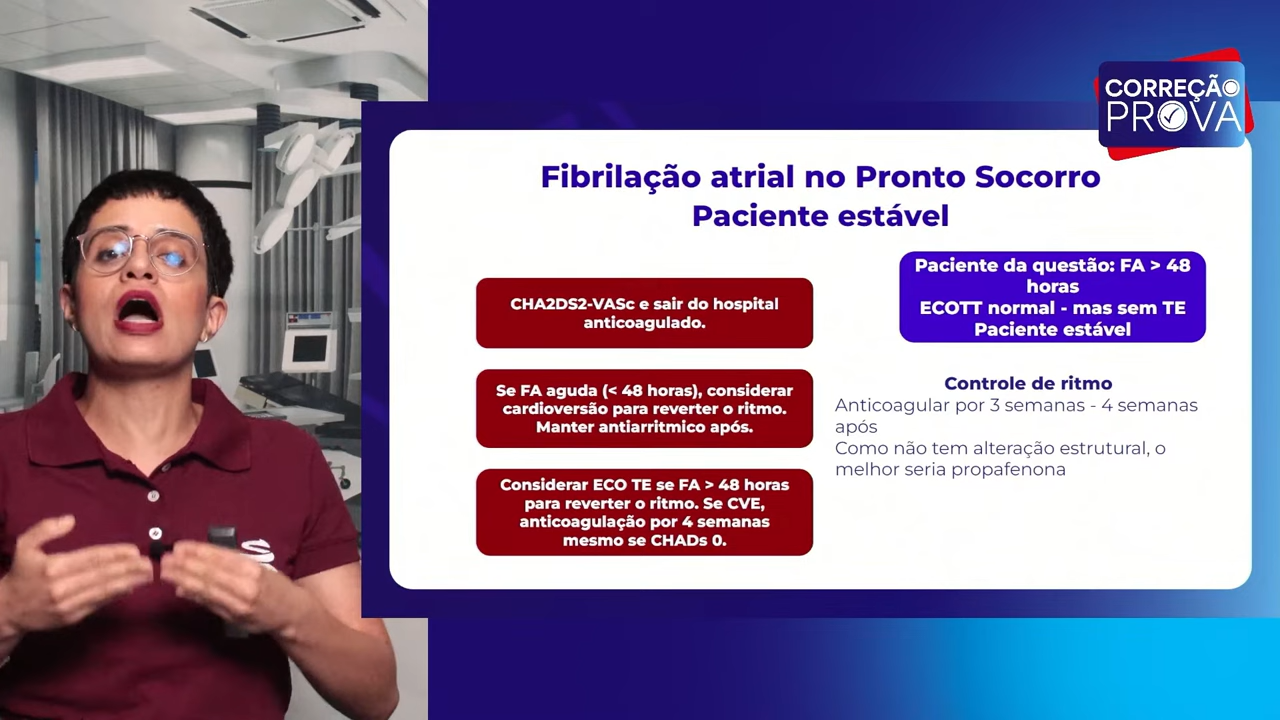 CORREÇÃO
PROVA
Fibrilação atrial no Pronto Socorro
Paciente estável
CHA2DS2-VASc e sair do hospital
anticoagulado.
Se FA aguda (< 48 horas), considerar
cardioversão para reverter o ritmo.
Manter antiarritmico após.
Considerar ECO TE se FA > 48 horas
para reverter o ritmo. Se CVE,
anticoagulação por 4 semanas
mesmo se CHADs 0.
Paciente da questão: FA > 48
horas
ECOTT normal - mas sem TE
Paciente estável
Controle de ritmo
Anticoagular por 3 semanas - 4 semanas
após
Como não tem alteração estrutural, o
melhor seria propafenona